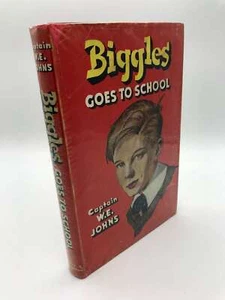 Captain
W.E.
JOHNS
Biggles
GOES TO SCHOOL
Biggles
GOES TO SCHOOL
Captain
W.E.
JOHNS